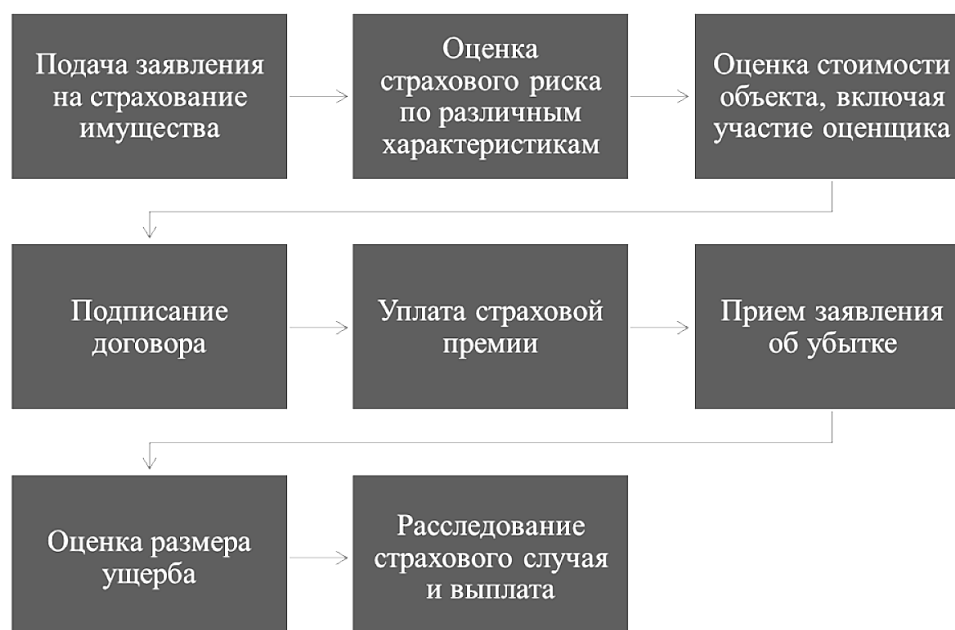 Подача заявления
на страхование
имущества
Оценка
страхового риска
по различным
характеристикам
Оценка стоимости
объекта, включая
участие оценщика
Подписание
договора
Уплата страховой
премии
Прием заявления
об убытке
Оценка размера
ущерба
Расследование
страхового случая
и выплата